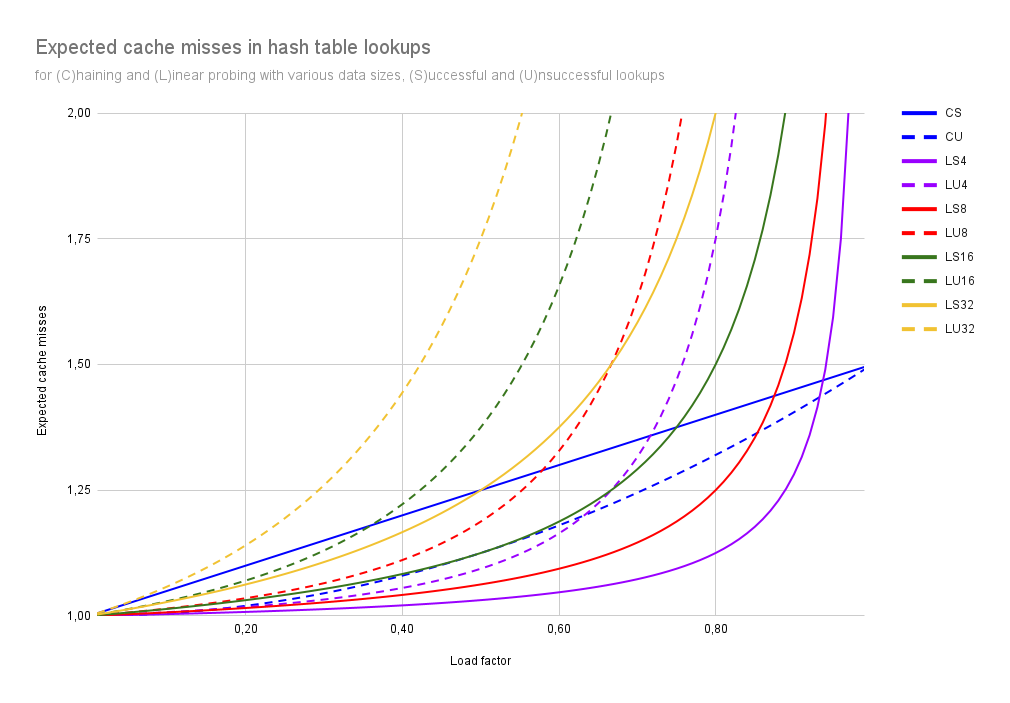 Expected cache misses in hash table lookups
for (C)haining and (L)inear probing with various data sizes, (S)uccessful and (U)nsuccessful lookups
2,00
1,75
1,50
1,25
1,00
Expected cache misses
0,20
0,40
0,60
0,80
Load factor
CS
CU
LS4
LU4
LS8
LU8
LS16
LU16
LS32
LU32